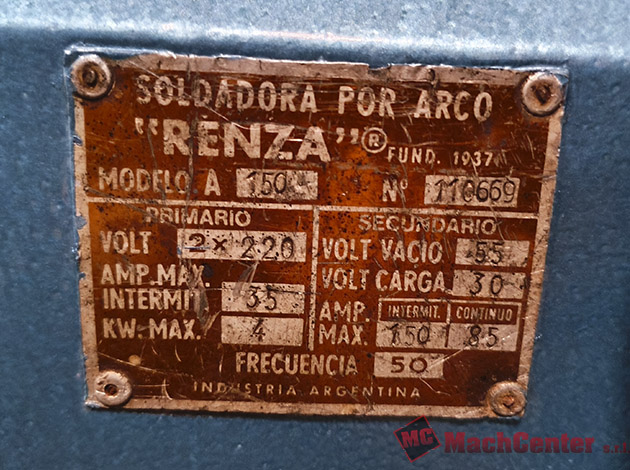 SOLDADORA POR ARCO
"RENZA"® FUND. 1937
MODELO A 150 Nº 110669
PRIMARIO
VOLT 2x220
AMP.MAX.
INTERMIT. 35
KW.MAX. 4
SECUNDARIO
VOLT VACIO 55
VOLT CARGA 30
AMP. INTERMIT. CONTINUO
MAX. 150 85
FRECUENCIA 50
INDUSTRIA ARGENTINA
MC MachCenter s.r.l.